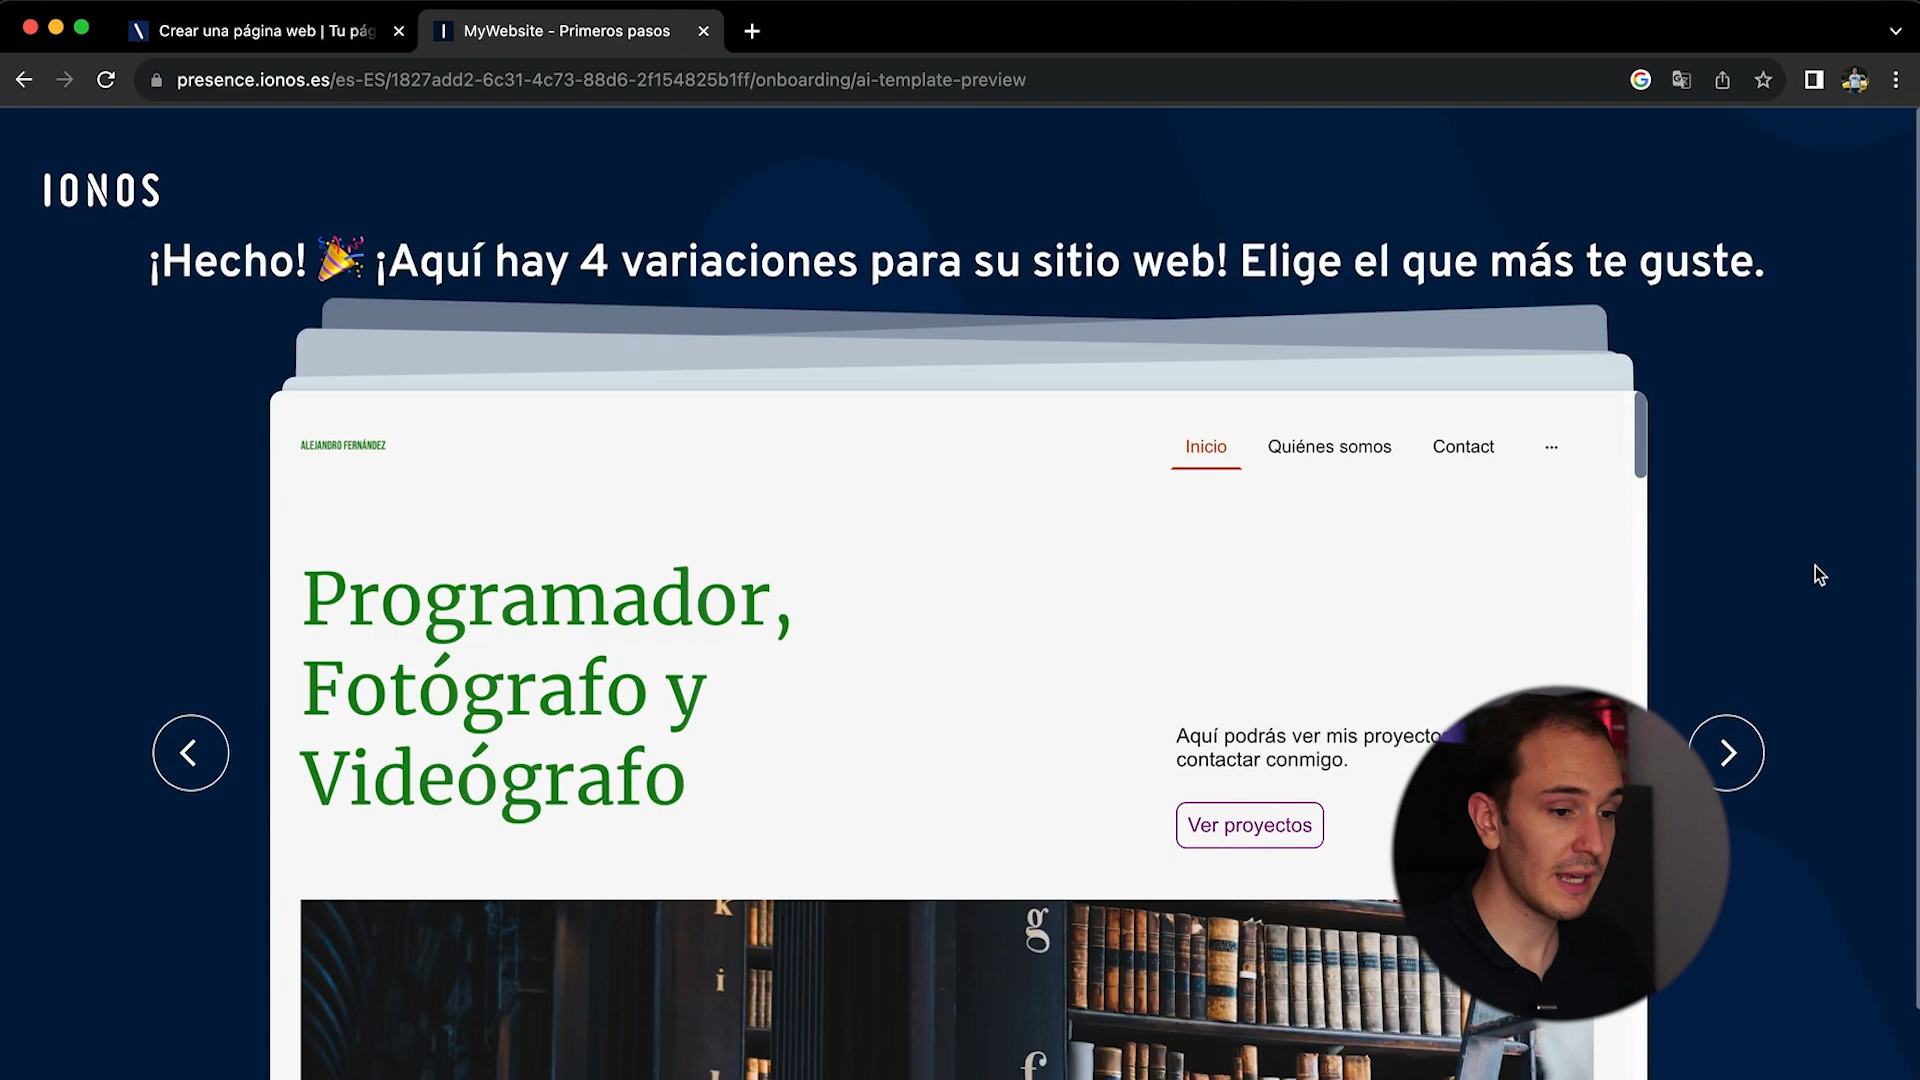 Crear una página web | Tu pág
MyWebsite - Primeros pasos
presence.ionos.es/es-ES/1827add2-6c31-4c73-88d6-2f154825b1ff/onboarding/ai-template-preview
IONOS
¡Hecho! 🎉 ¡Aquí hay 4 variaciones para su sitio web! Elige el que más te guste.
ALEJANDRO FERNÁNDEZ
Inicio
Quiénes somos
Contact
...
Programador,
Fotógrafo y
Videógrafo
Aquí podrás ver mis proyecto
contactar conmigo.
Ver proyectos
k
g
i
f